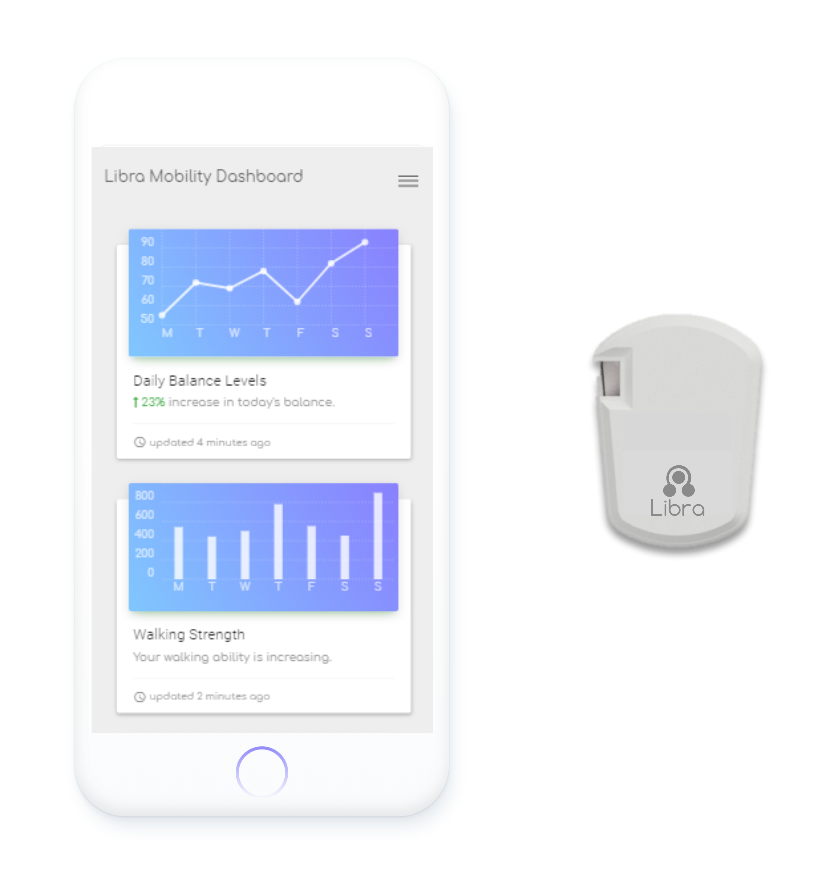 Libra Mobility Dashboard
90
80
70
60
50
M T W T F S S
Daily Balance Levels
23% increase in today's balance.
updated 4 minutes ago
800
600
400
200
0
M T W T F S S
Walking Strength
Your walking ability is increasing.
updated 2 minutes ago
Libra